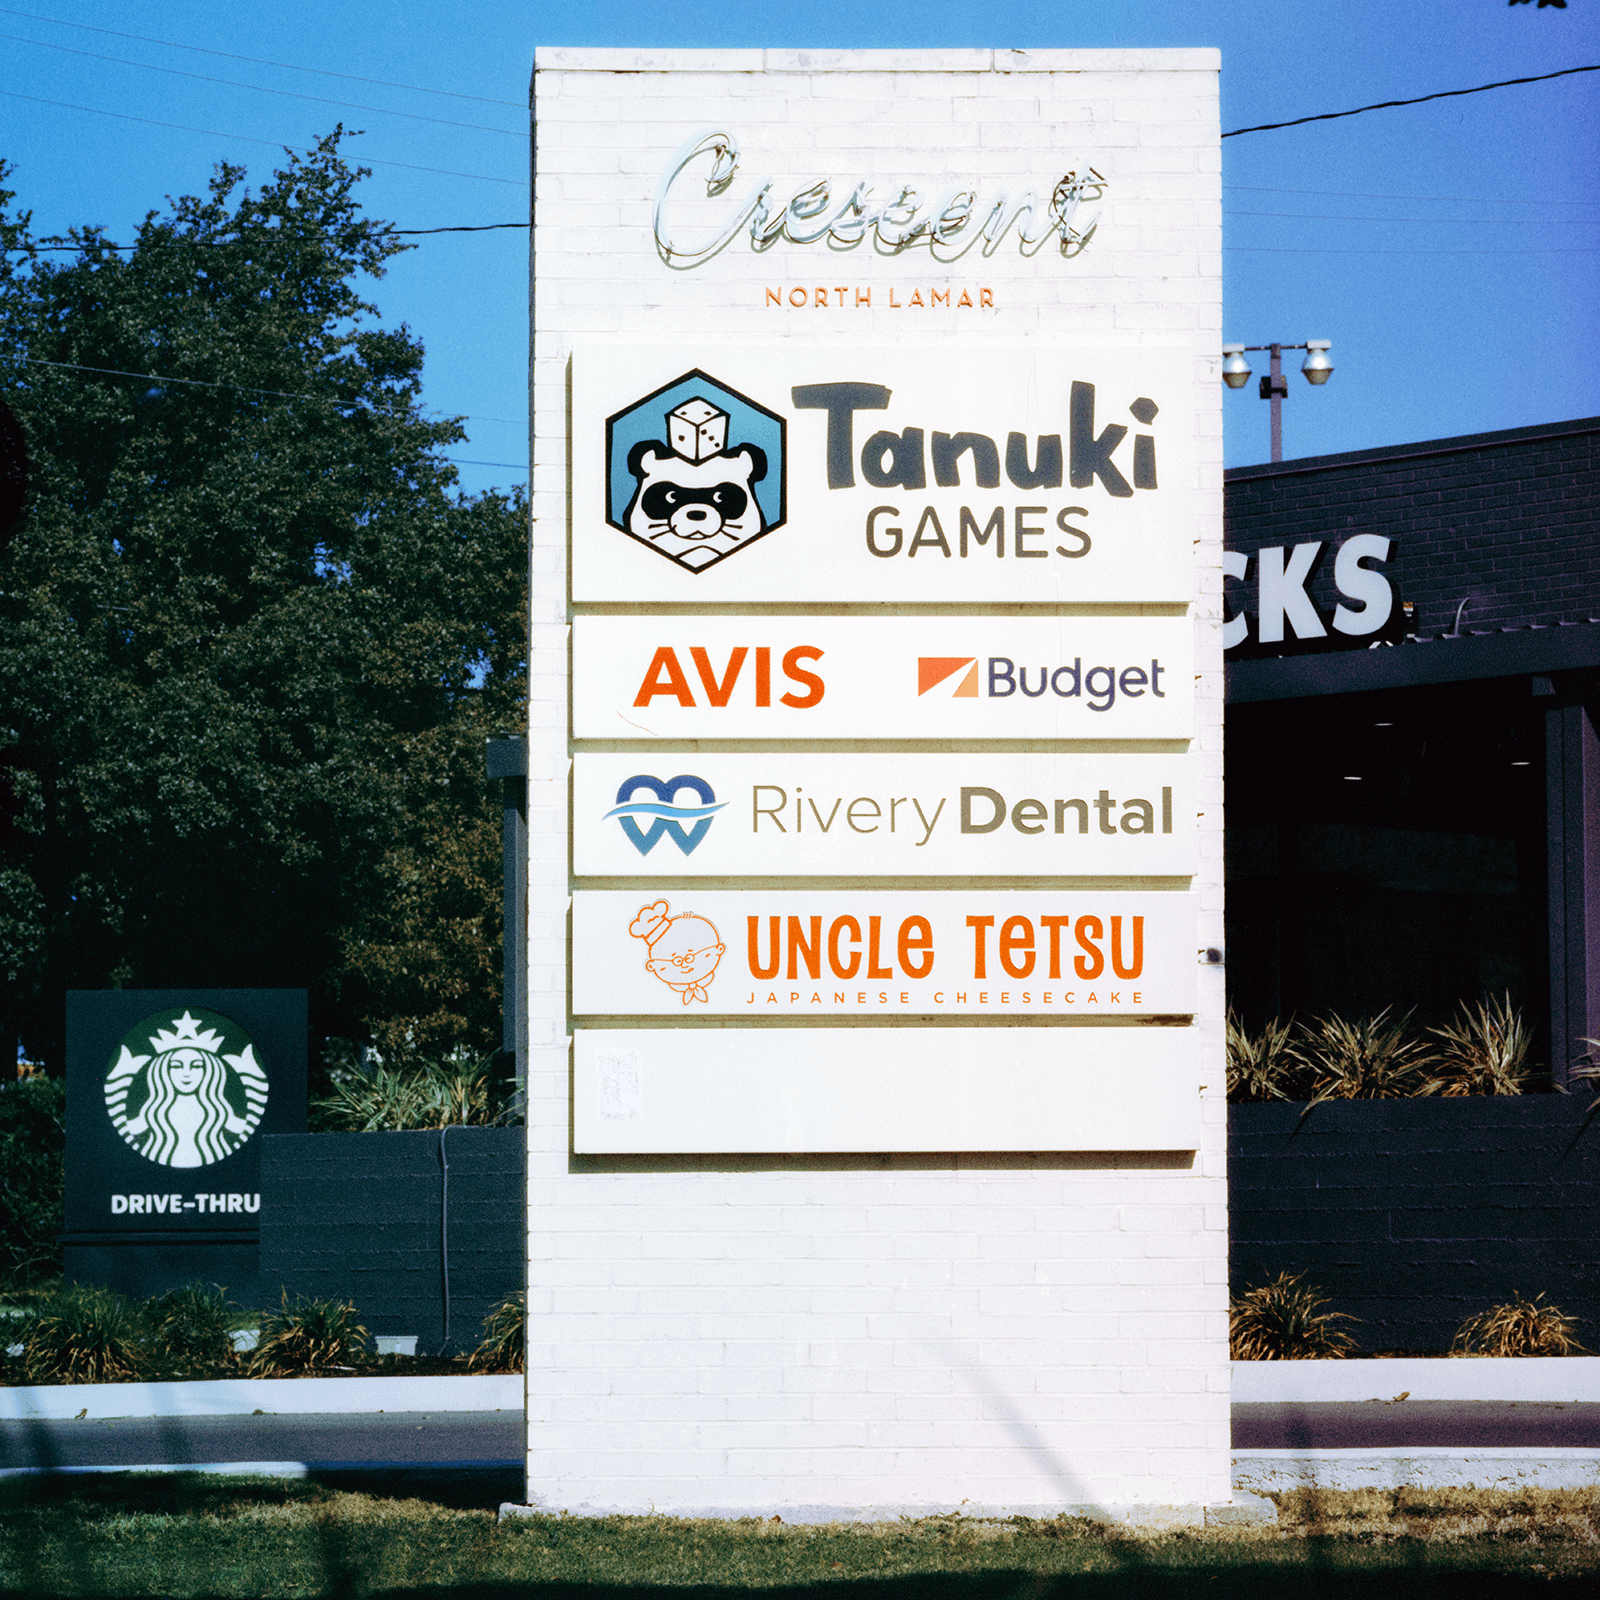 Crescent
NORTH LAMAR
Tanuki
GAMES
AVIS Budget
Rivery Dental
UNCLe TeTSU
JAPANESE CHEESECAKE
CKS
DRIVE-THRU